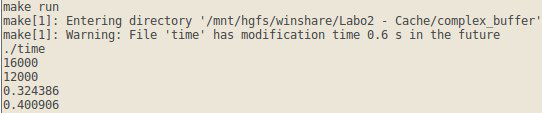 make run
make[1]: Entering directory '/mnt/hgfs/winshare/Labo2 - Cache/complex_buffer'
make[1]: Warning: File 'time' has modification time 0.6 s in the future
./time
16000
12000
0.324386
0.400906